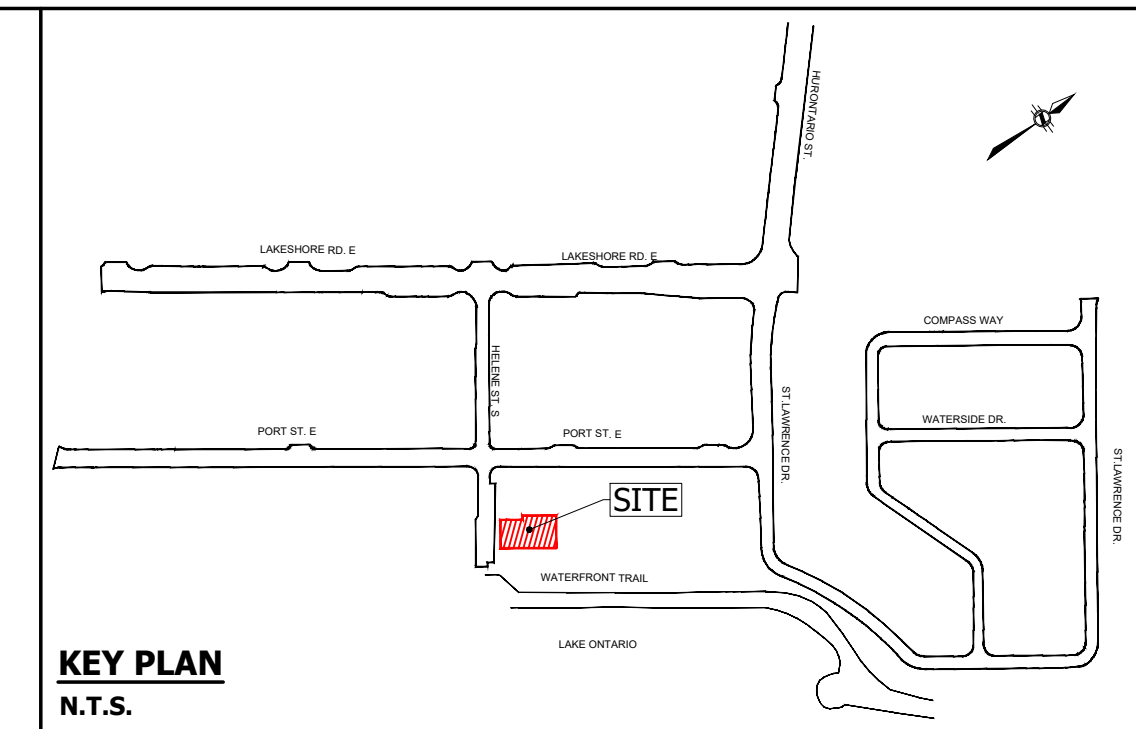 HURONTARIO ST.
LAKESHORE RD. E
LAKESHORE RD. E
COMPASS WAY
HELENE ST. S
ST.LAWRENCE DR.
WATERSIDE DR.
PORT ST. E
PORT ST. E
ST.LAWRENCE DR.
SITE
WATERFRONT TRAIL
LAKE ONTARIO
KEY PLAN
N.T.S.